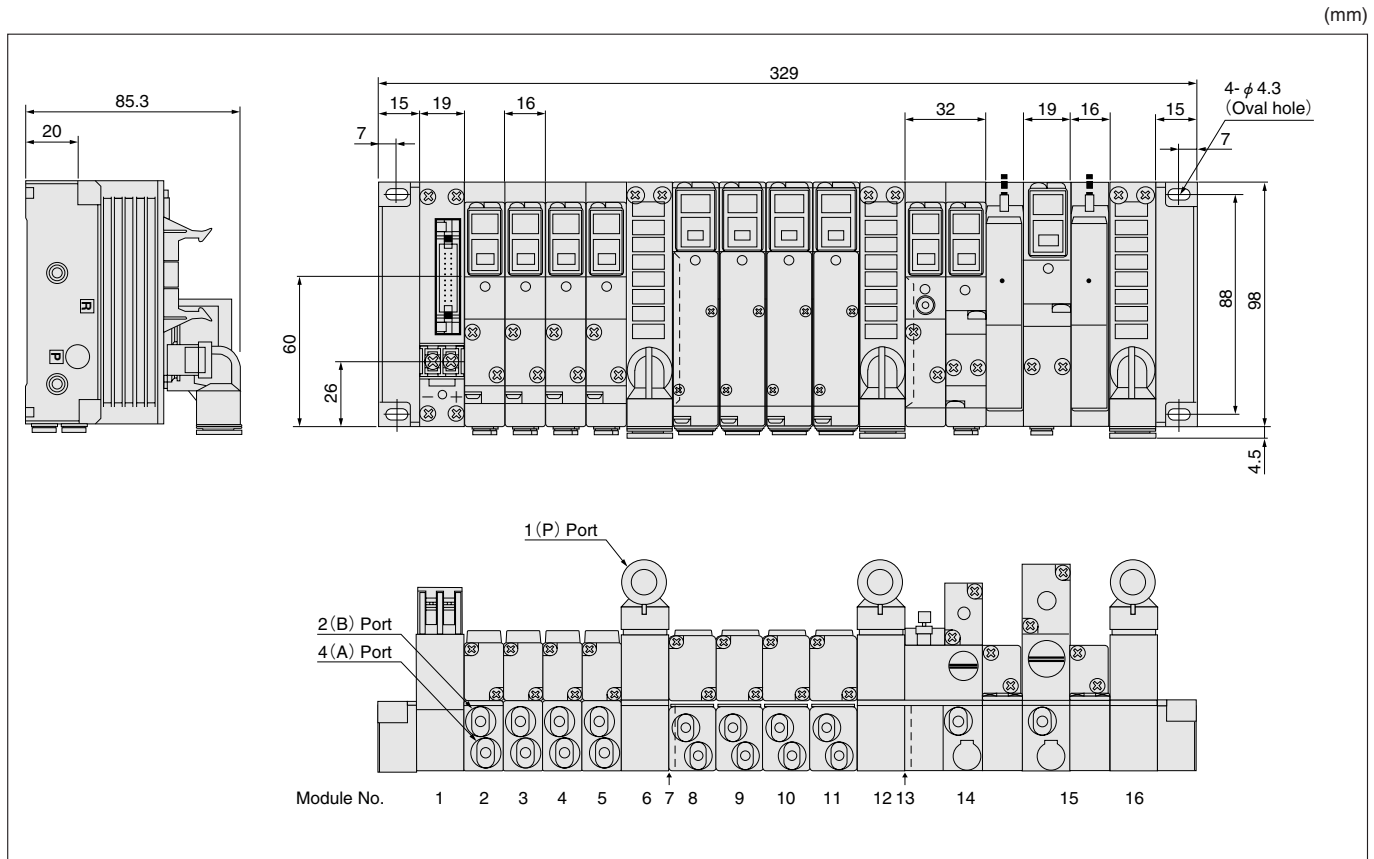 (mm)
329
15 19 16 32 19 16 15
4-φ4.3
(Oval hole)
7
7
85.3
20
R
P
60
26
− +
88
98
4.5
1(P) Port
2(B) Port
4(A) Port
Module No. 1 2 3 4 5 6 7 8 9 10 11 12 13 14 15 16